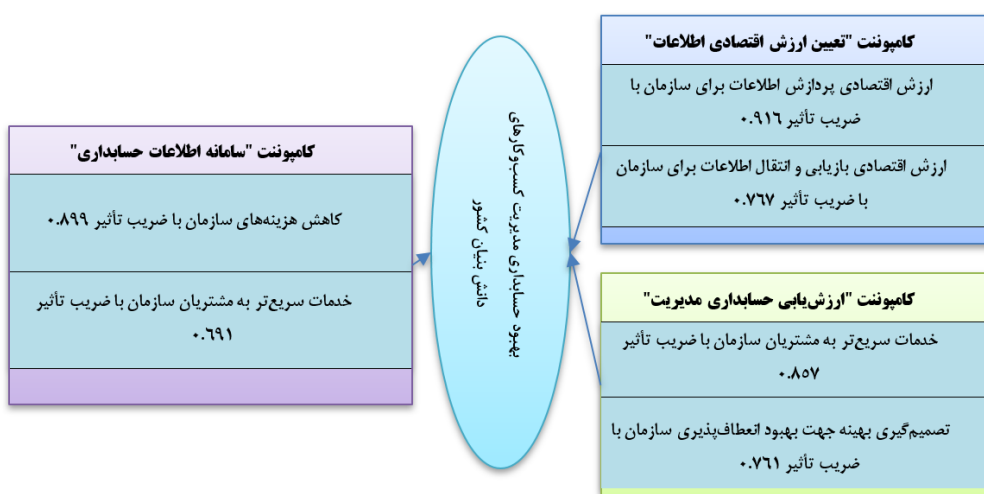 کامپوننت "تعیین ارزش اقتصادی اطلاعات"
ارزش اقتصادی پردازش اطلاعات برای سازمان با
ضریب تأثیر ۰.۹۱۶
ارزش اقتصادی بازیابی و انتقال اطلاعات برای سازمان
با ضریب تأثیر ۰.۷۶۷
کامپوننت "ارزش‌یابی حسابداری مدیریت"
خدمات سریع‌تر به مشتریان سازمان با ضریب تأثیر
۰.۸۵۷
تصمیم‌گیری بهینه جهت بهبود انعطاف‌پذیری سازمان با
ضریب تأثیر ۰.۷۶۱
بهبود حسابداری مدیریت کسب‌وکارهای
دانش بنیان کشور
کامپوننت "سامانه اطلاعات حسابداری"
کاهش هزینه‌های سازمان با ضریب تأثیر ۰.۸۹۹
خدمات سریع‌تر به مشتریان سازمان با ضریب تأثیر
۰.۶۹۱